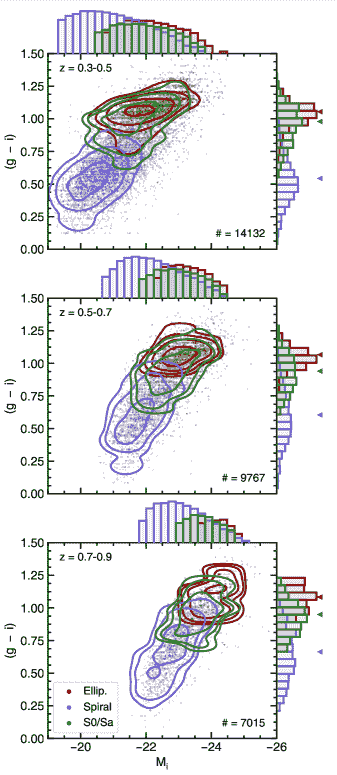 1.50
z = 0.3-0.5
1.25
1.00
(g − i)
0.75
0.50
0.25
# = 14132
0.00
1.50
z = 0.5-0.7
1.25
1.00
(g − i)
0.75
0.50
0.25
# = 9767
0.00
1.50
z = 0.7-0.9
1.25
1.00
(g − i)
0.75
0.50
Ellip.
Spiral
0.25
S0/Sa
# = 7015
0.00
−20 −22 −24 −26
Mi